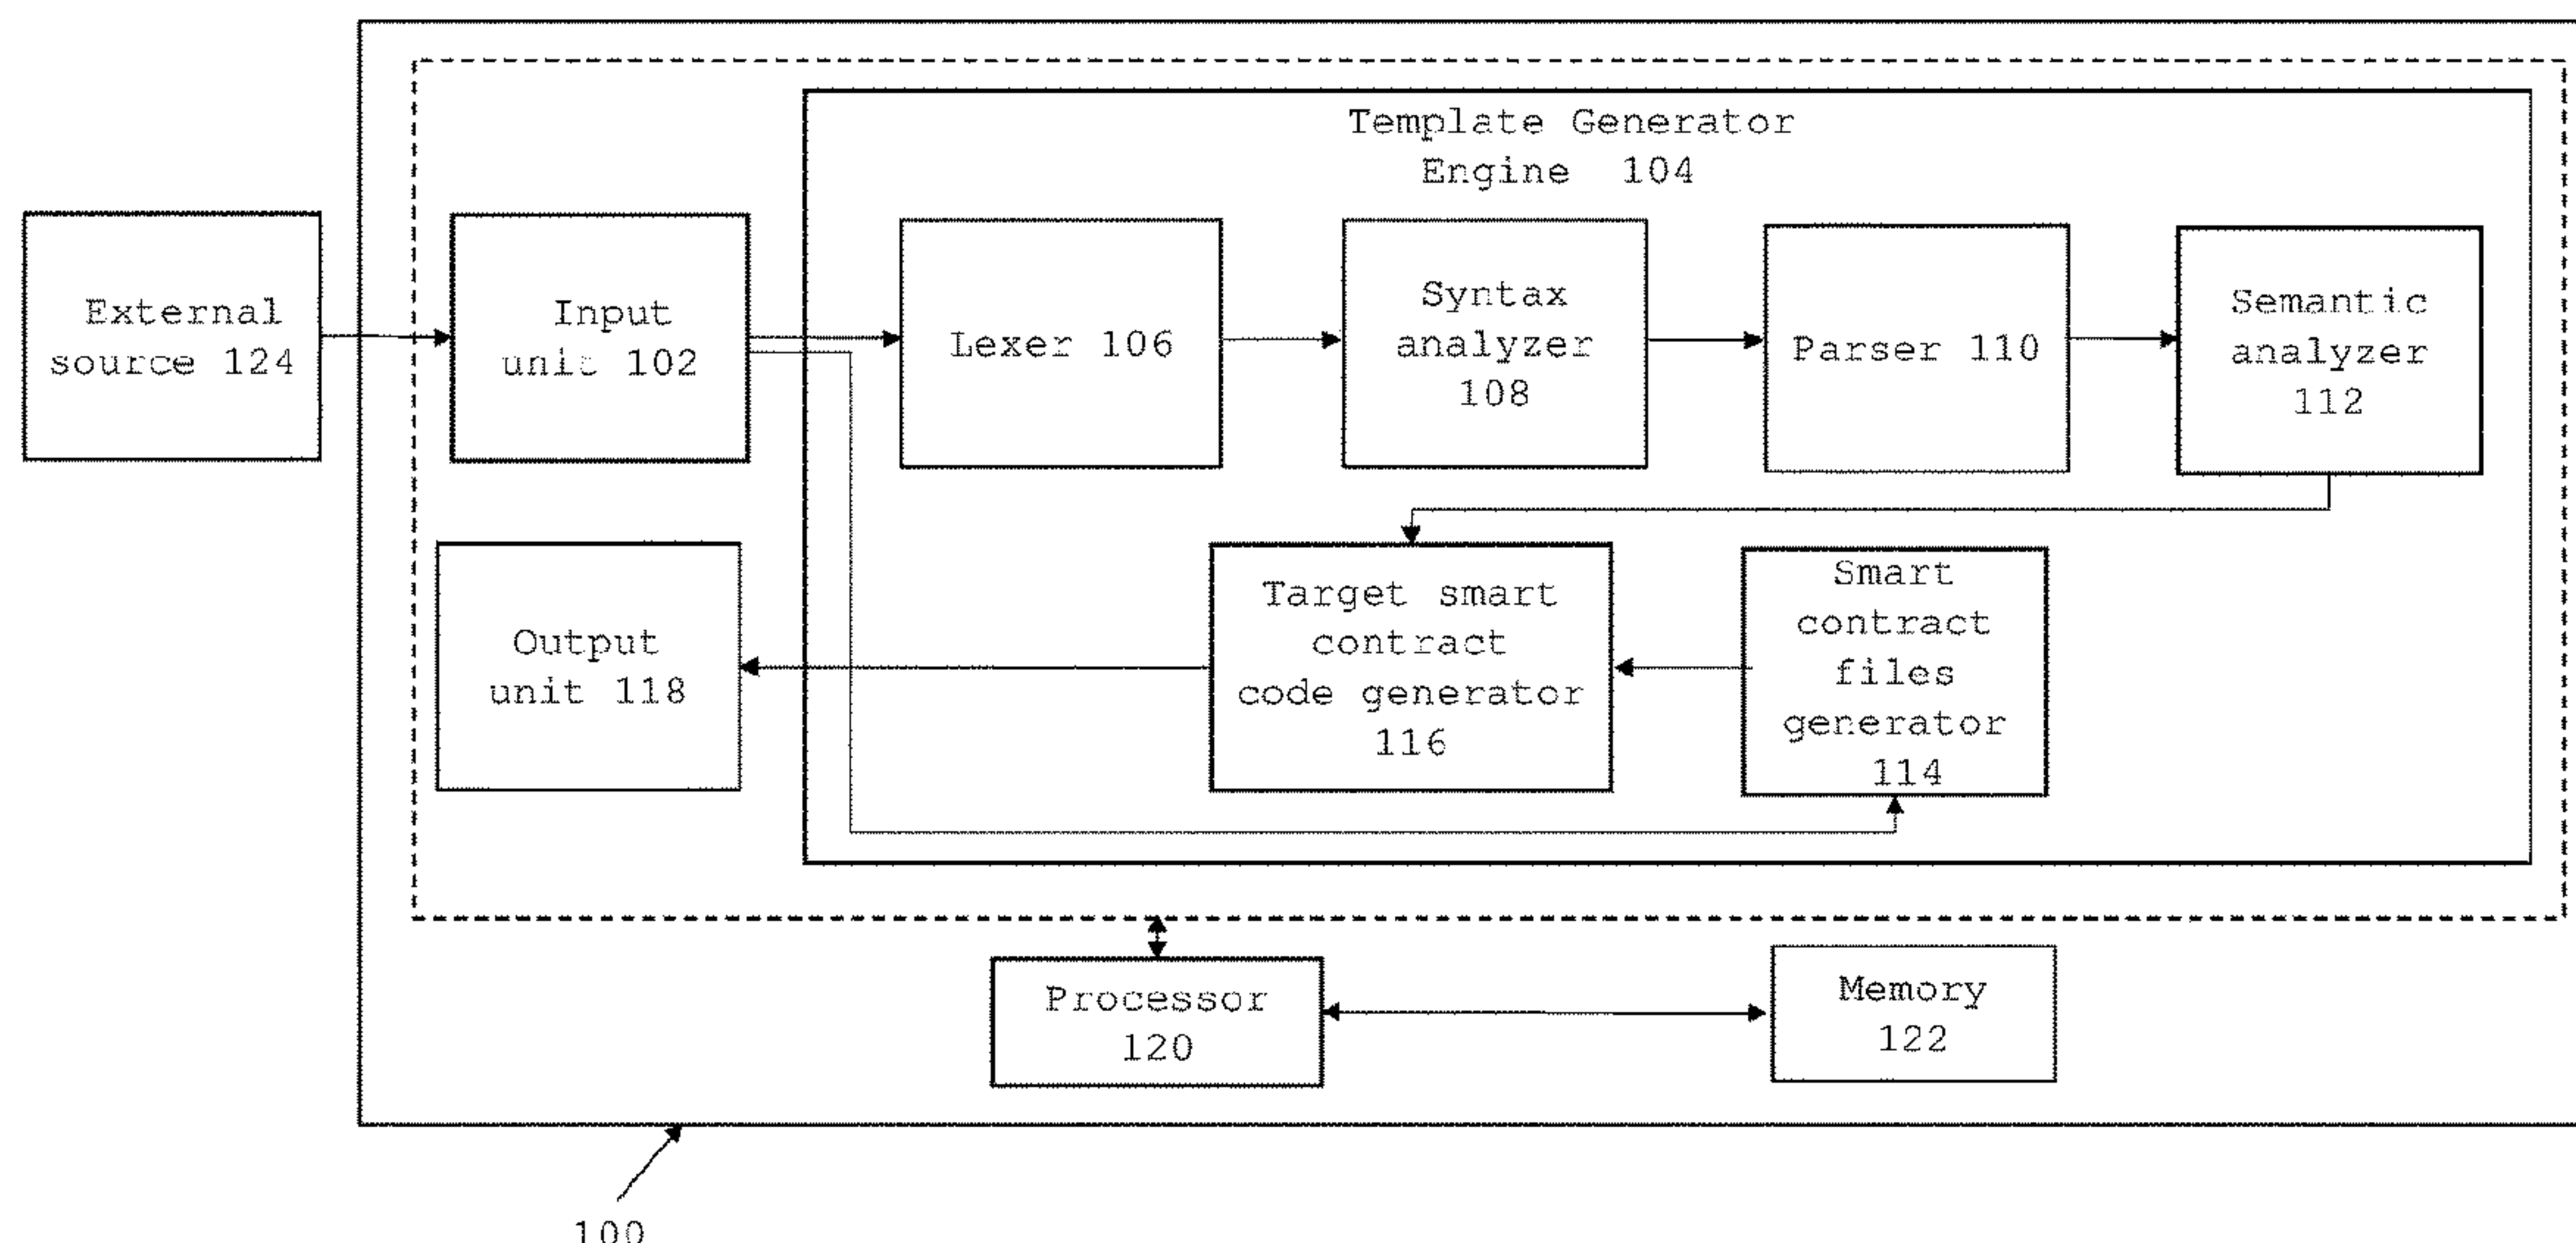 Template Generator
Engine 104
External
source 124
Input
unit 102
Lexer 106
Syntax
analyzer
108
Parser 110
Semantic
analyzer
112
Output
unit 118
Target smart
contract
code generator
116
Smart
contract
files
generator
114
Processor
120
Memory
122
100